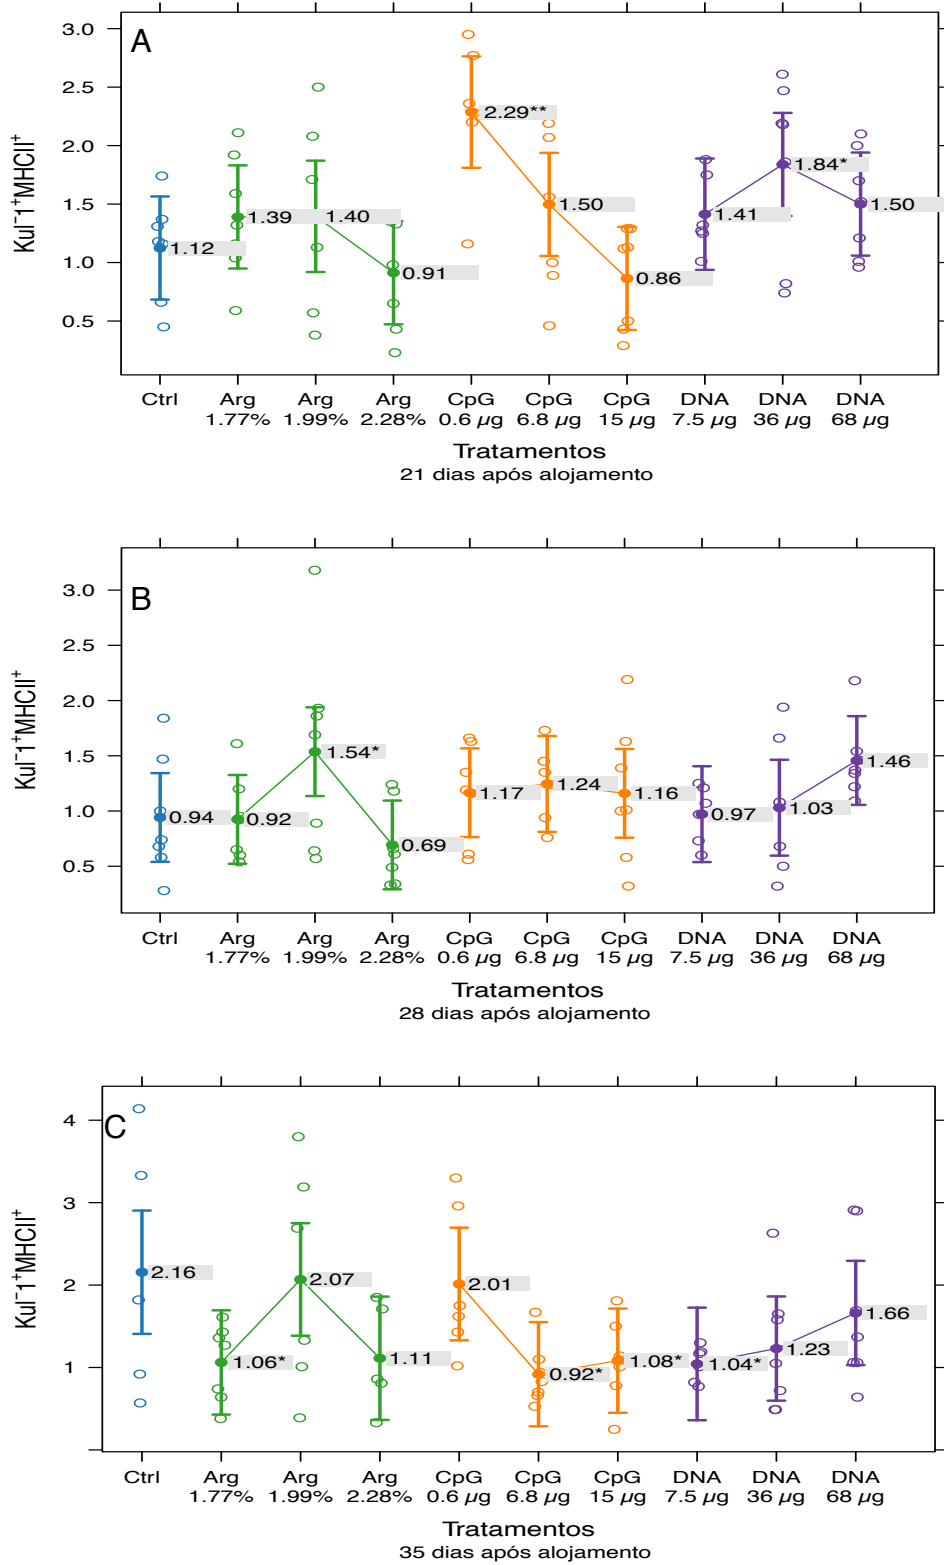 A
3.0
2.5
2.0
1.5
1.0
0.5
Kul⁻1⁺MHCII⁺
1.12
1.39
1.40
0.91
2.29**
1.50
0.86
1.41
1.84*
1.50
Ctrl Arg Arg Arg CpG CpG CpG DNA DNA DNA
1.77% 1.99% 2.28% 0.6 µg 6.8 µg 15 µg 7.5 µg 36 µg 68 µg
Tratamentos
21 dias após alojamento
B
3.0
2.5
2.0
1.5
1.0
0.5
Kul⁻1⁺MHCII⁺
0.94
0.92
1.54*
0.69
1.17
1.24
1.16
0.97
1.03
1.46
Ctrl Arg Arg Arg CpG CpG CpG DNA DNA DNA
1.77% 1.99% 2.28% 0.6 µg 6.8 µg 15 µg 7.5 µg 36 µg 68 µg
Tratamentos
28 dias após alojamento
C
4
3
2
1
Kul⁻1⁺MHCII⁺
2.16
1.06*
2.07
1.11
2.01
0.92*
1.08*
1.04*
1.23
1.66
Ctrl Arg Arg Arg CpG CpG CpG DNA DNA DNA
1.77% 1.99% 2.28% 0.6 µg 6.8 µg 15 µg 7.5 µg 36 µg 68 µg
Tratamentos
35 dias após alojamento